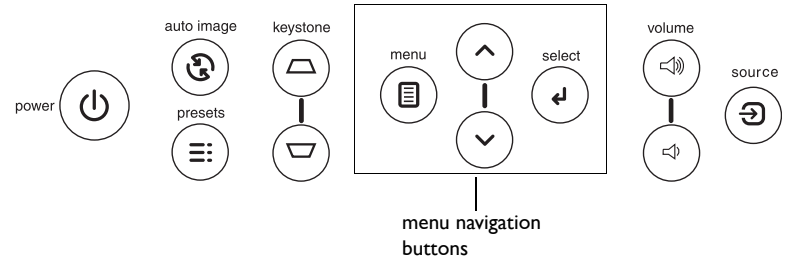 auto image
keystone
menu
select
volume
source
power
presets
menu navigation
buttons